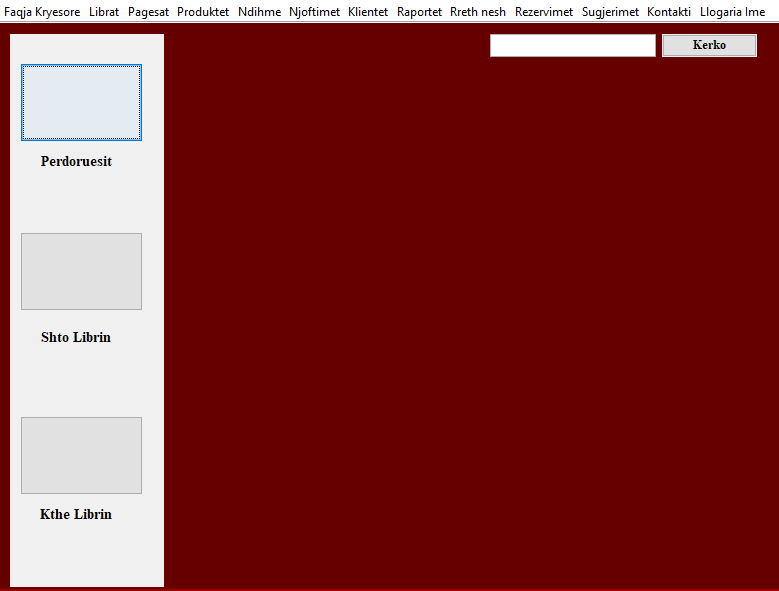 Faqja Kryesore Librat Pagesat Produktet Ndihme Njoftimet Klientet Raportet Rreth nesh Rezervimet Sugjerimet Kontakti Llogaria Ime
Kerko
Perdoruesit
Shto Librin
Kthe Librin